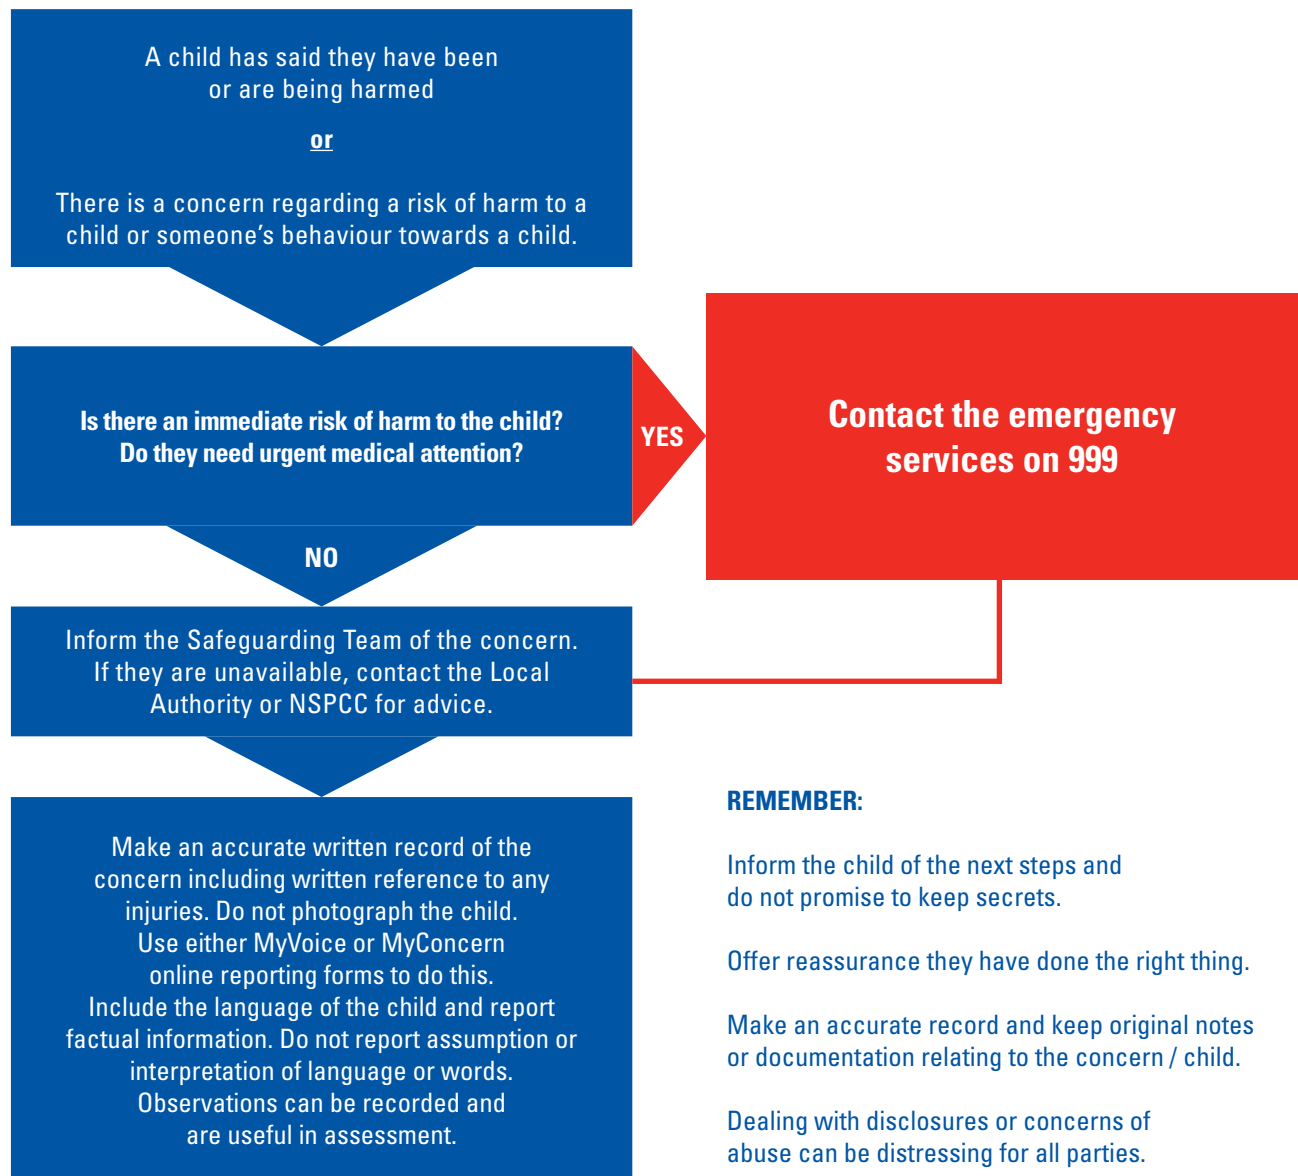 A child has said they have been
or are being harmed
or
There is a concern regarding a risk of harm to a
child or someone's behaviour towards a child.
Is there an immediate risk of harm to the child?
Do they need urgent medical attention?
YES
Contact the emergency
services on 999
NO
Inform the Safeguarding Team of the concern.
If they are unavailable, contact the Local
Authority or NSPCC for advice.
Make an accurate written record of the
concern including written reference to any
injuries. Do not photograph the child.
Use either MyVoice or MyConcern
online reporting forms to do this.
Include the language of the child and report
factual information. Do not report assumption or
interpretation of language or words.
Observations can be recorded and
are useful in assessment.
REMEMBER:
Inform the child of the next steps and
do not promise to keep secrets.
Offer reassurance they have done the right thing.
Make an accurate record and keep original notes
or documentation relating to the concern / child.
Dealing with disclosures or concerns of
abuse can be distressing for all parties.